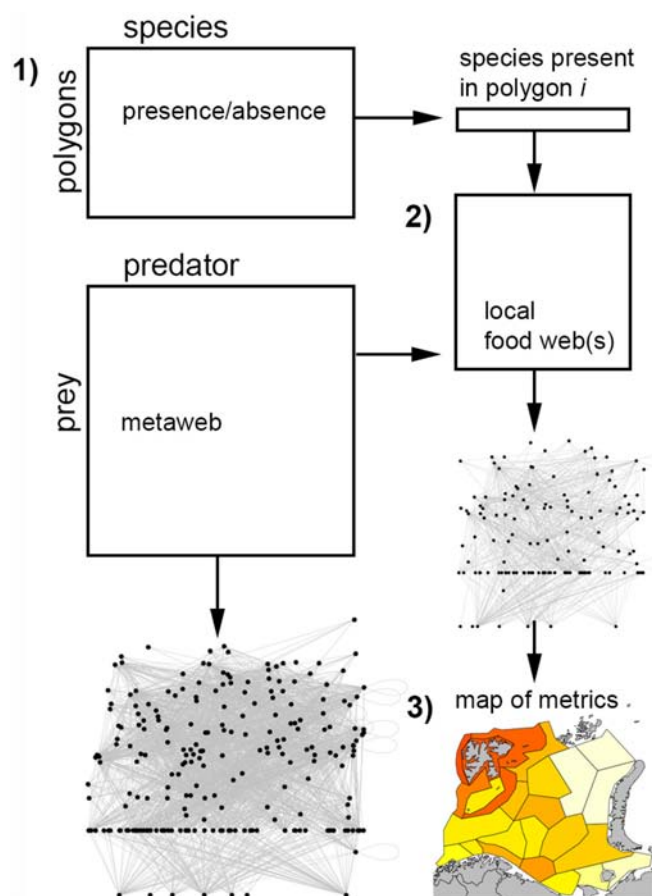 species
1)
polygons
presence/absence
species present
in polygon i
2)
predator
prey
metaweb
local
food web(s)
3)
map of metrics